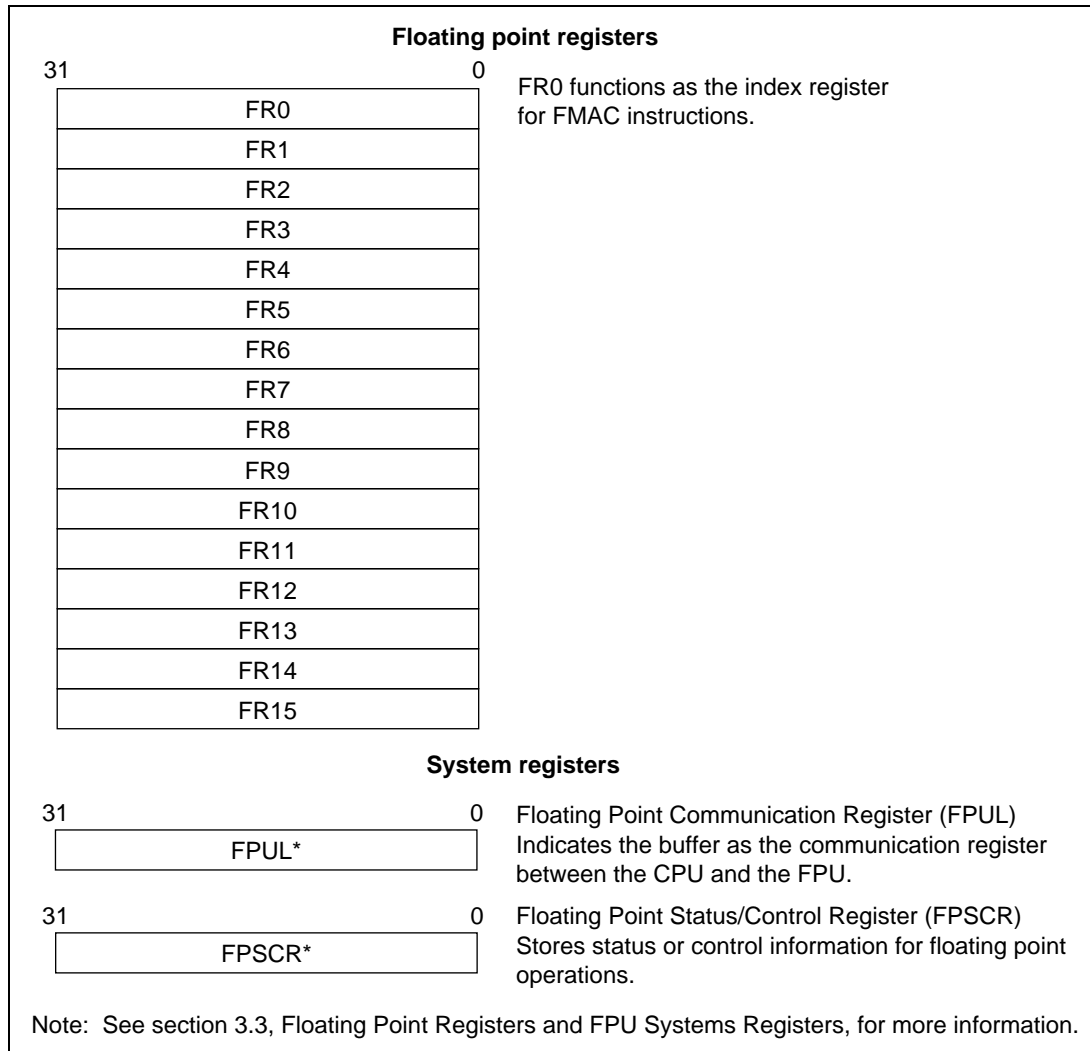 Floating point registers
31 0
FR0 functions as the index register
for FMAC instructions.
FR0
FR1
FR2
FR3
FR4
FR5
FR6
FR7
FR8
FR9
FR10
FR11
FR12
FR13
FR14
FR15
System registers
31 0
FPUL*
Floating Point Communication Register (FPUL)
Indicates the buffer as the communication register
between the CPU and the FPU.
31 0
FPSCR*
Floating Point Status/Control Register (FPSCR)
Stores status or control information for floating point
operations.
Note: See section 3.3, Floating Point Registers and FPU Systems Registers, for more information.